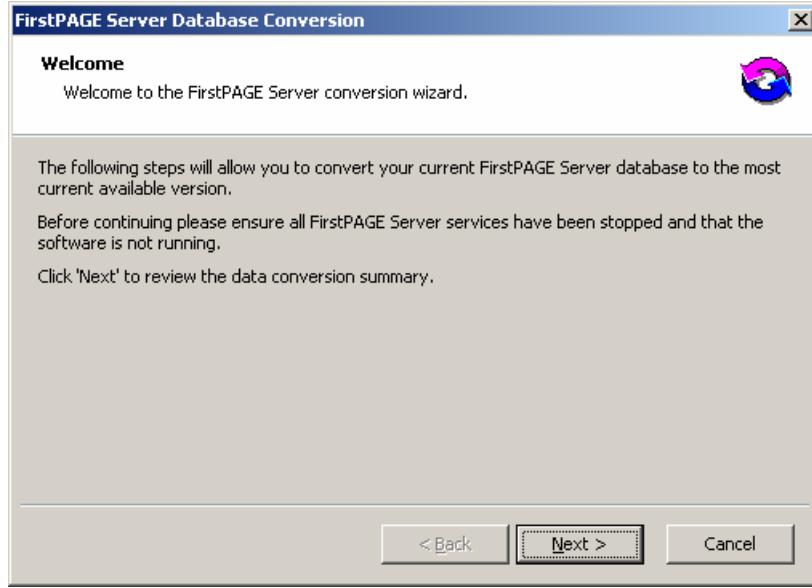 FirstPAGE Server Database Conversion
Welcome
Welcome to the FirstPAGE Server conversion wizard.
The following steps will allow you to convert your current FirstPAGE Server database to the most
current available version.
Before continuing please ensure all FirstPAGE Server services have been stopped and that the
software is not running.
Click 'Next' to review the data conversion summary.
< Back Next > Cancel